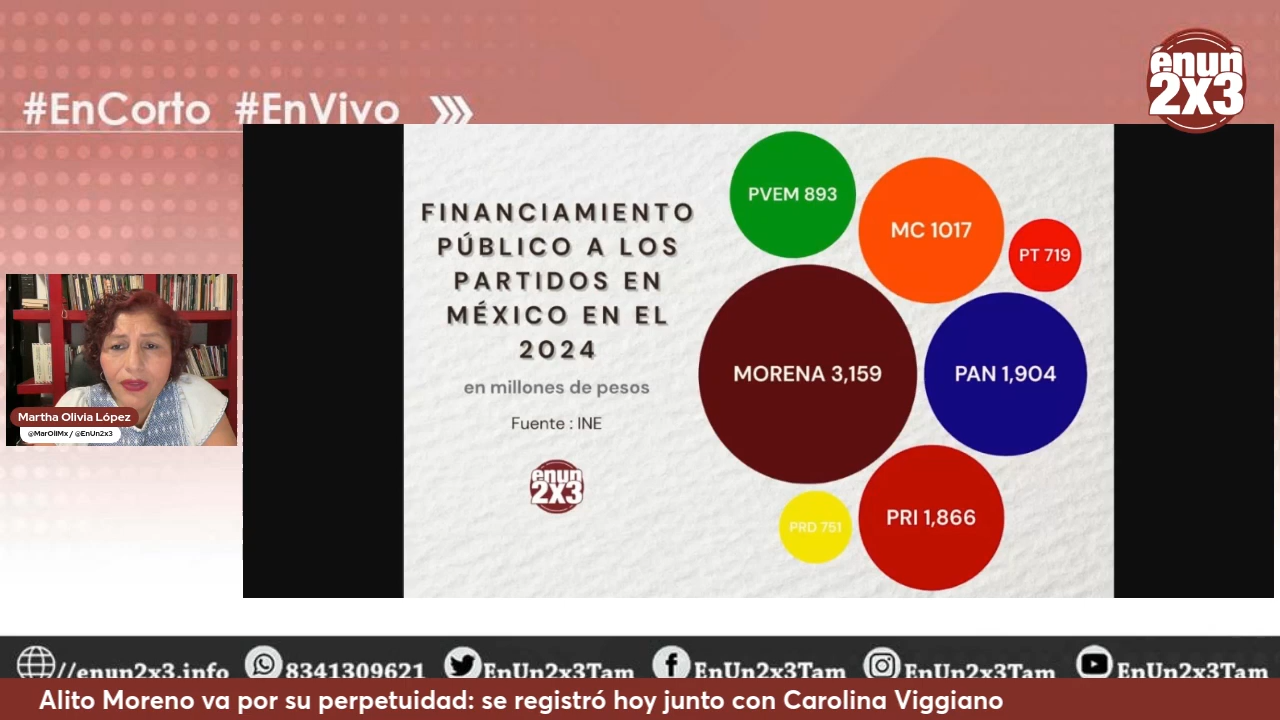 #EnCorto #EnVivo
énun
2x3
FINANCIAMIENTO
PÚBLICO A LOS
PARTIDOS EN
MÉXICO EN EL
2024
en millones de pesos
Fuente : INE
énun
2x3
PVEM 893
MC 1017
PT 719
MORENA 3,159
PAN 1,904
PRD 751
PRI 1,866
Martha Olivia López
@MarOliMx / @EnUn2x3
//enun2x3.info
8341309621
EnUn2x3Tam
EnUn2x3Tam
EnUn2x3Tam
EnUn2x3Tam
Alito Moreno va por su perpetuidad: se registró hoy junto con Carolina Viggiano